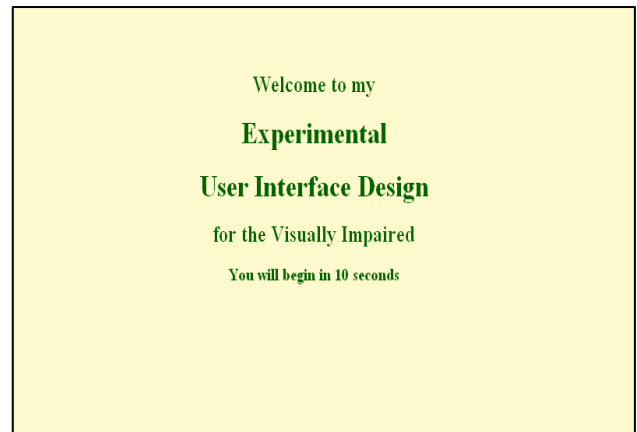 Welcome to my
Experimental
User Interface Design
for the Visually Impaired
You will begin in 10 seconds